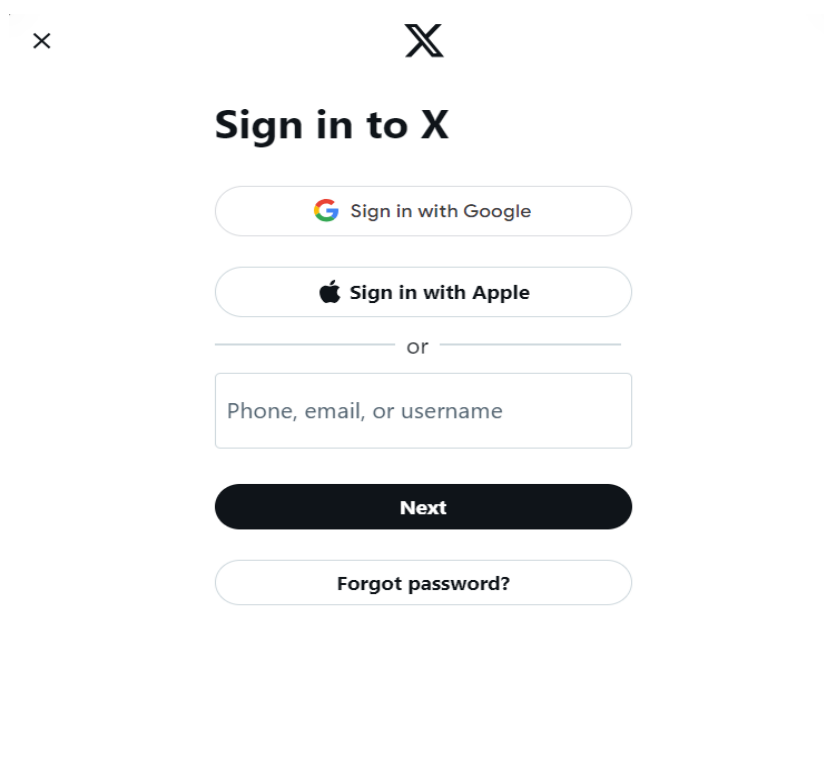 Sign in to X
Sign in with Google
Sign in with Apple
or
Phone, email, or username
Next
Forgot password?